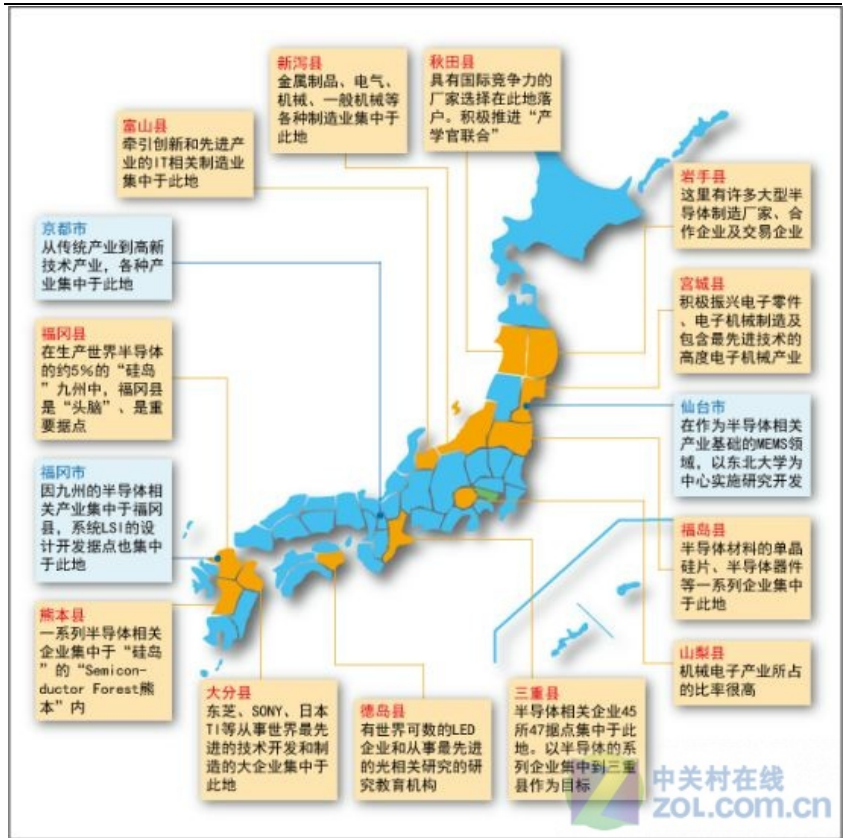 新泻县
金属制品、电气、
机械、一般机械等
各种制造业集中于
此地
秋田县
具有国际竞争力的
厂家选择在此地落
户。积极推进“产
学官联合”
富山县
牵引创新和先进产
业的IT相关制造业
集中于此地
岩手县
这里有许多大型半
导体制造厂家、合
作企业及交易企业
京都市
从传统产业到高新
技术产业，各种产
业集中于此地
宫城县
积极振兴电子零件
、电子机械制造及
包含最先进技术的
高度电子机械产业
福冈县
在生产世界半导体
的约5%的“硅岛
”九州中，福冈县
是“头脑”、是重
要据点
仙台市
在作为半导体相关
产业基础的MEMS领
域，以东北大学为
中心实施研究开发
福冈市
因九州的半导体相
关产业集中于福冈
县，系统LSI的设
计开发据点也集中
于此地
福岛县
半导体材料的单晶
硅片、半导体器件
等一系列企业集中
于此地
熊本县
一系列半导体相关
企业集中于“硅岛
”的“Semicon-
ductor Forest熊
本”内
山梨县
机械电子产业所占
的比率很高
大分县
东芝、SONY、日本
TI等从事世界最先
进的技术开发和制
造的大企业集中于
此地
德岛县
有世界可数的LED
企业和从事最先进
的光相关研究的研
究教育机构
三重县
半导体相关企业45
所47据点集中于此
地。以半导体的系
列企业集中到三重
县作为目标
中关村在线
zol.com.cn